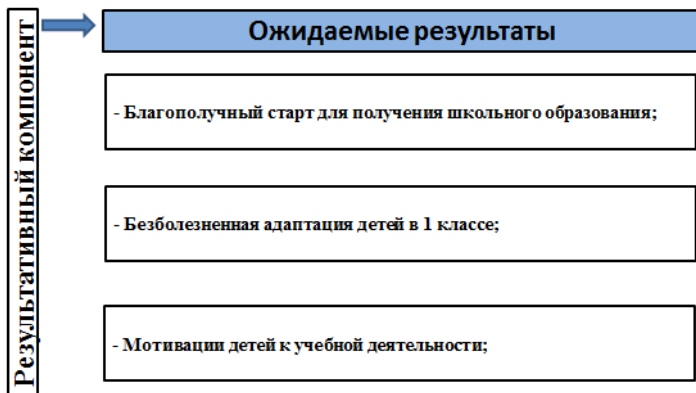 Результативный компонент
Ожидаемые результаты
- Благополучный старт для получения школьного образования;
- Безболезненная адаптация детей в 1 классе;
- Мотивации детей к учебной деятельности;